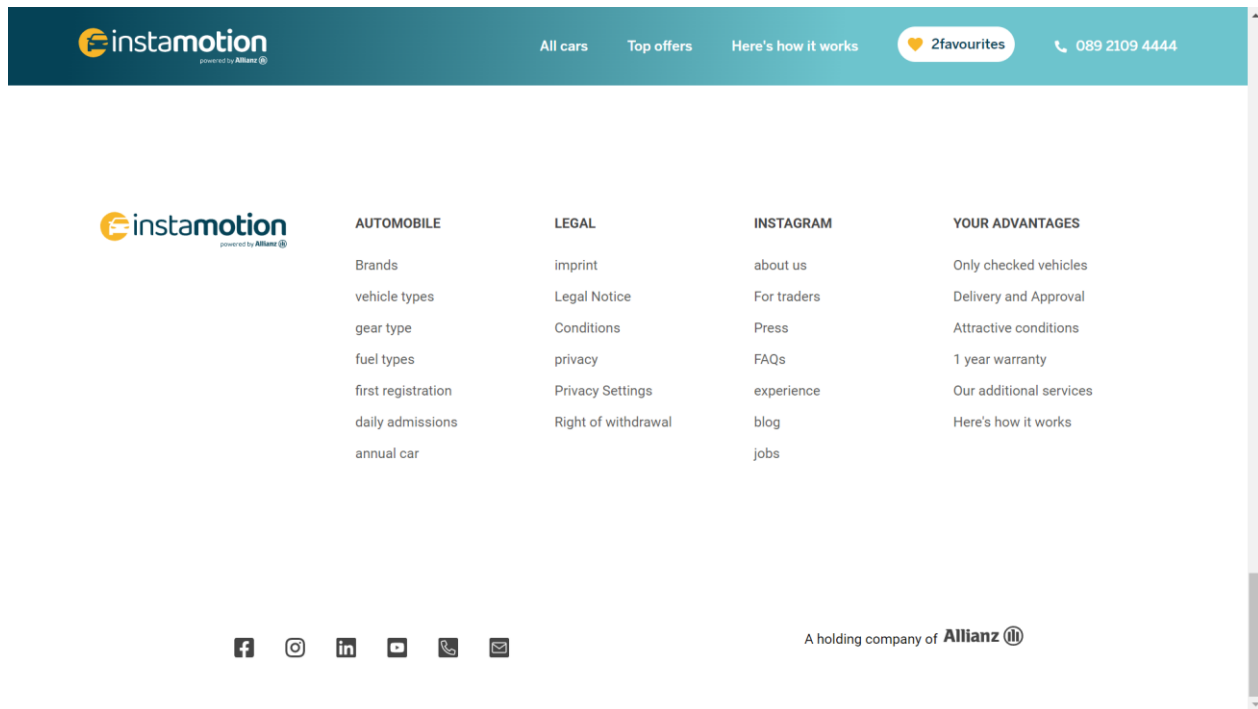 instamotion
powered by Allianz
All cars
Top offers
Here's how it works
2favourites
089 2109 4444
instamotion
powered by Allianz
AUTOMOBILE
Brands
vehicle types
gear type
fuel types
first registration
daily admissions
annual car
LEGAL
imprint
Legal Notice
Conditions
privacy
Privacy Settings
Right of withdrawal
INSTAGRAM
about us
For traders
Press
FAQs
experience
blog
jobs
YOUR ADVANTAGES
Only checked vehicles
Delivery and Approval
Attractive conditions
1 year warranty
Our additional services
Here's how it works
A holding company of Allianz